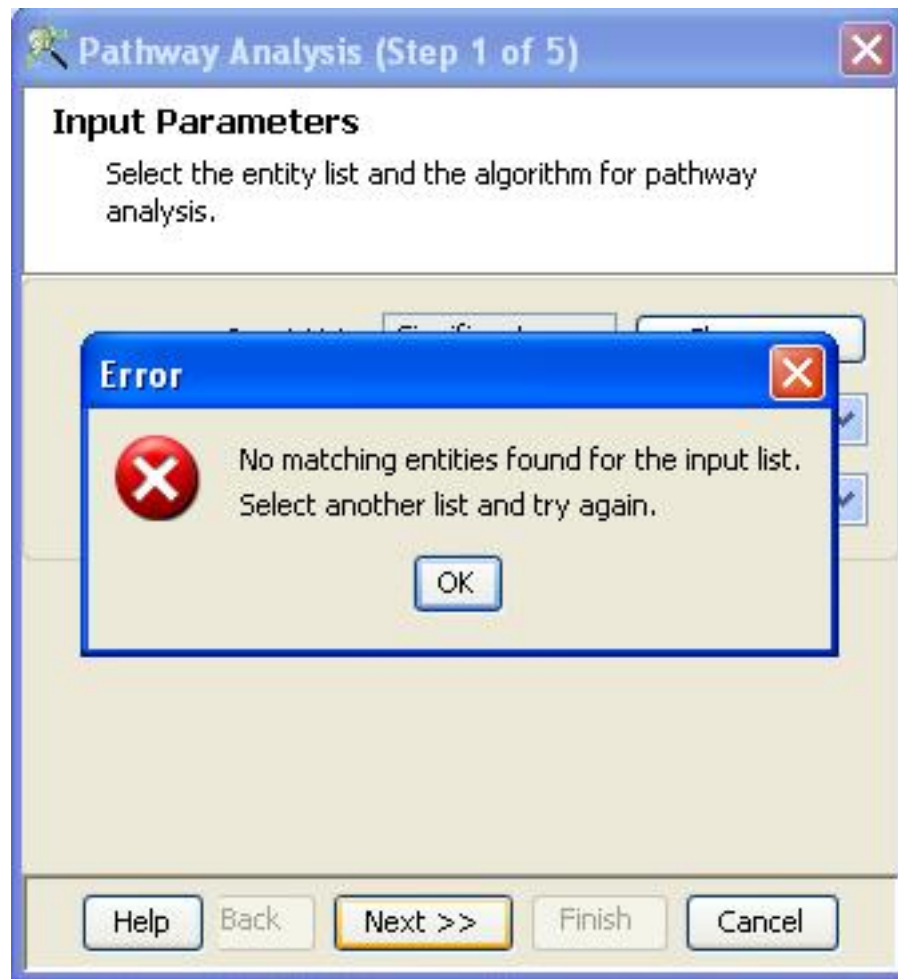 Pathway Analysis (Step 1 of 5)
Input Parameters
Select the entity list and the algorithm for pathway
analysis.
Error
No matching entities found for the input list.
Select another list and try again.
OK
Help Back Next >> Finish Cancel